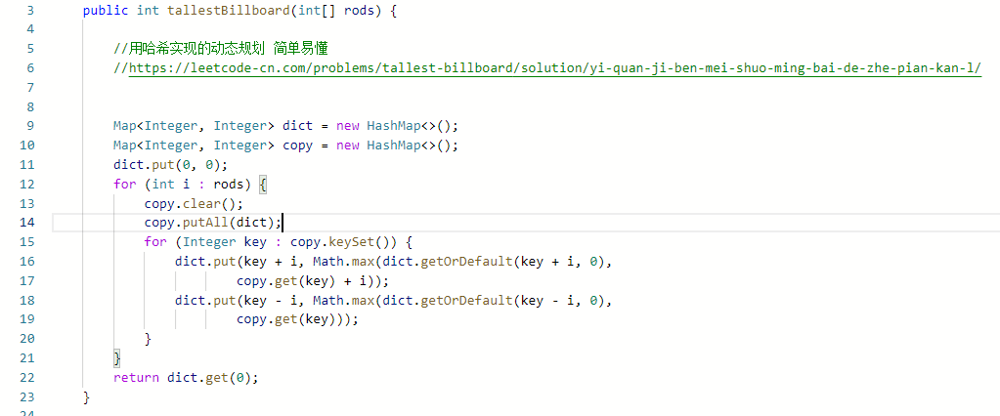 3 public int tallestBillboard(int[] rods) {
4
5 //用哈希实现的动态规划 简单易懂
6 //https://leetcode-cn.com/problems/tallest-billboard/solution/yi-quan-ji-ben-mei-shuo-ming-bai-de-zhe-pian-kan-l/
7
8
9 Map<Integer, Integer> dict = new HashMap<>();
10 Map<Integer, Integer> copy = new HashMap<>();
11 dict.put(0, 0);
12 for (int i : rods) {
13 copy.clear();
14 copy.putAll(dict);
15 for (Integer key : copy.keySet()) {
16 dict.put(key + i, Math.max(dict.getOrDefault(key + i, 0),
17 copy.get(key) + i));
18 dict.put(key - i, Math.max(dict.getOrDefault(key - i, 0),
19 copy.get(key)));
20 }
21 }
22 return dict.get(0);
23 }
24